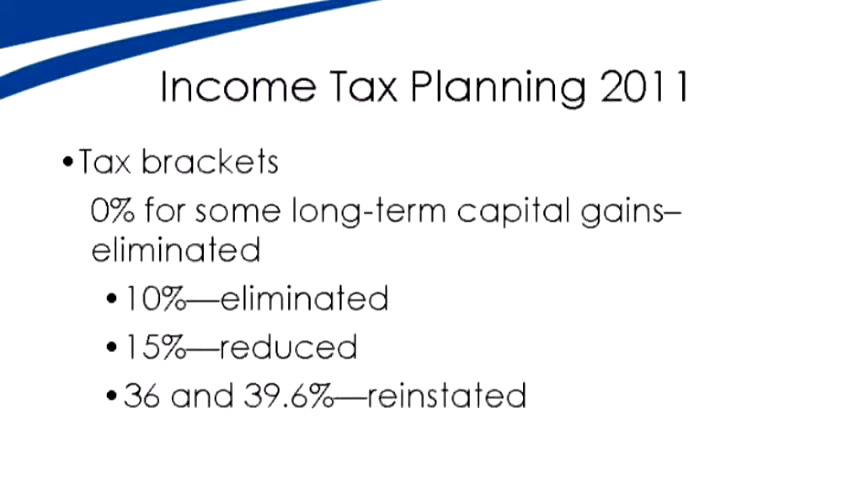 Income Tax Planning 2011
•Tax brackets
0% for some long-term capital gains–
eliminated
•10%—eliminated
•15%—reduced
•36 and 39.6%—reinstated